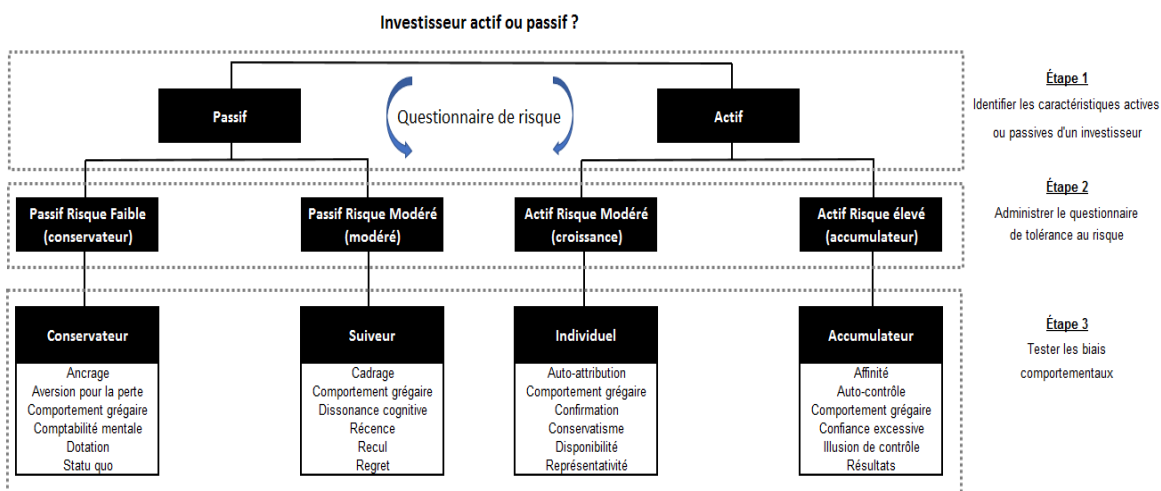 Investisseur actif ou passif ?
Passif
Questionnaire de risque
Actif
Étape 1
Identifier les caractéristiques actives
ou passives d'un investisseur
Passif Risque Faible
(conservateur)
Passif Risque Modéré
(modéré)
Actif Risque Modéré
(croissance)
Actif Risque élevé
(accumulateur)
Étape 2
Administrer le questionnaire
de tolérance au risque
Conservateur
Ancrage
Aversion pour la perte
Comportement grégaire
Comptabilité mentale
Dotation
Statu quo
Suiveur
Cadrage
Comportement grégaire
Dissonance cognitive
Récence
Recul
Regret
Individuel
Auto-attribution
Comportement grégaire
Confirmation
Conservatisme
Disponibilité
Représentativité
Accumulateur
Affinité
Auto-contrôle
Comportement grégaire
Confiance excessive
Illusion de contrôle
Résultats
Étape 3
Tester les biais
comportementaux